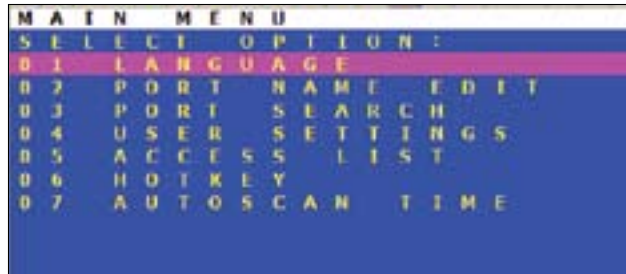 MAIN MENU
SELECT OPTION:
01 LANGUAGE
02 PORT NAME EDIT
03 PORT SEARCH
04 USER SETTINGS
05 ACCESS LIST
06 HOTKEY
07 AUTOSCAN TIME